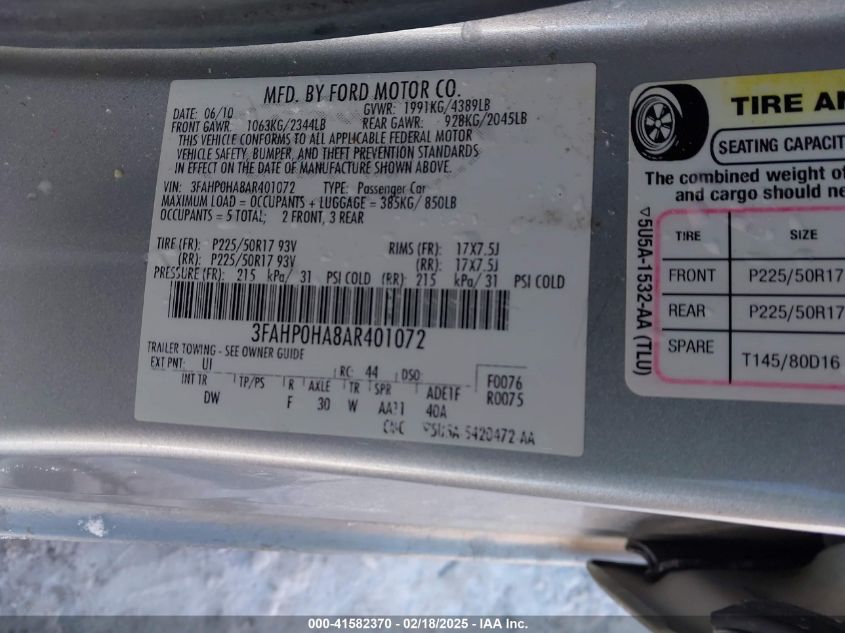 MFD. BY FORD MOTOR CO.
DATE: 06/10 GVWR: 1991KG/4389LB
FRONT GAWR: 1063KG/2344LB REAR GAWR: 928KG/2045LB
THIS VEHICLE CONFORMS TO ALL APPLICABLE FEDERAL MOTOR
VEHICLE SAFETY, BUMPER, AND THEFT PREVENTION STANDARDS
IN EFFECT ON THE DATE OF MANUFACTURE SHOWN ABOVE.
VIN: 3FAHP0HA8AR401072 TYPE: Passenger Car
MAXIMUM LOAD = OCCUPANTS + LUGGAGE = 385KG/ 850LB
OCCUPANTS = 5 TOTAL; 2 FRONT, 3 REAR
TIRE (FR): P225/50R17 93V RIMS (FR): 17X7.5J
(RR): P225/50R17 93V (RR): 17X7.5J
PRESSURE (FR): 215 kPa/ 31 PSI COLD (RR): 215 kPa/ 31 PSI COLD
3FAHP0HA8AR401072
TRAILER TOWING - SEE OWNER GUIDE
EXT PNT: UI RC: 44 DSO:
INT TR TP/PS R AXLE TR SPR ADE1F F0076
DW F 30 W AA11 40A R0075
5U5A-5420472-AA
TIRE AN
SEATING CAPACIT
The combined weight of
and cargo should ne
5U5A-1532-AA (TLU)
TIRE SIZE
FRONT P225/50R17
REAR P225/50R17
SPARE T145/80D16
000-41582370 - 02/18/2025 - IAA Inc.